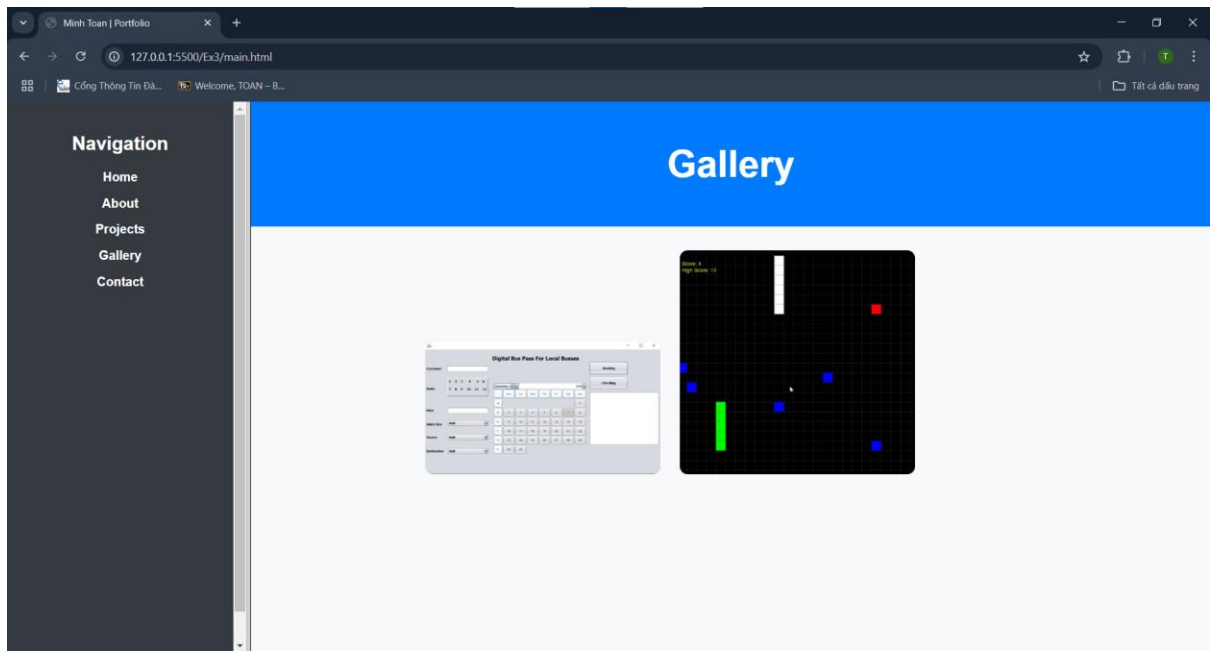 Minh Toan | Portfolio
127.0.0.1:5500/Ex3/main.html
Cổng Thông Tin Đà...
Welcome, TOAN – B...
Tất cả dấu trang
T
Navigation
Home
About
Projects
Gallery
Contact
Gallery
Digital Bus Pass For Local Busses
Score: 4
High Score: 13